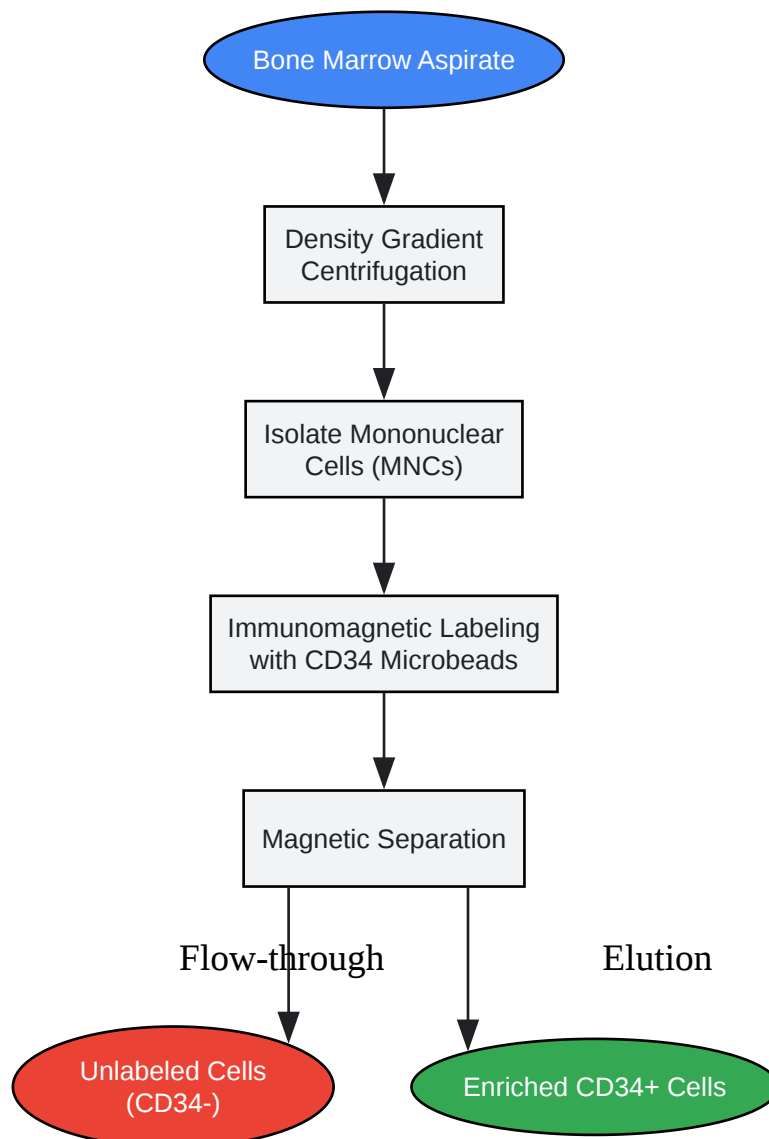 Bone Marrow Aspirate
Density Gradient
Centrifugation
Isolate Mononuclear
Cells (MNCs)
Immunomagnetic Labeling
with CD34 Microbeads
Magnetic Separation
Flow-through
Elution
Unlabeled Cells
(CD34-)
Enriched CD34+ Cells